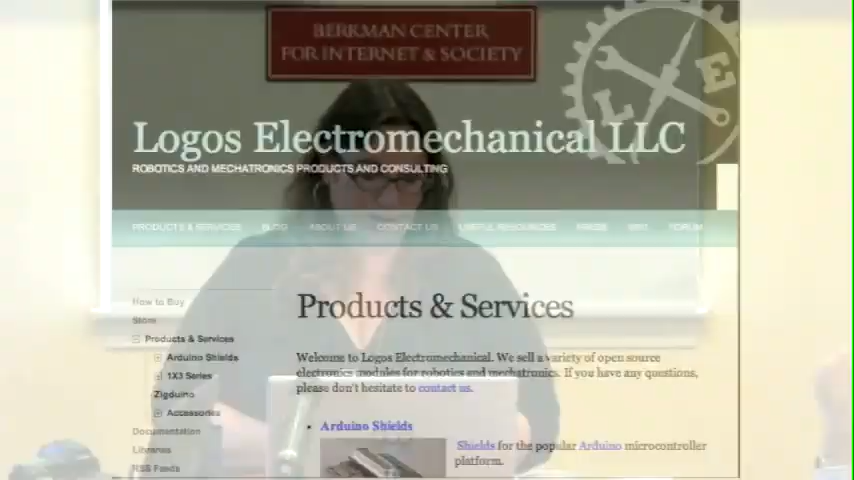 BERKMAN CENTER
FOR INTERNET & SOCIETY
L E
Logos Electromechanical LLC
ROBOTICS AND MECHATRONICS PRODUCTS AND CONSULTING
PRODUCTS & SERVICES BLOG ABOUT US CONTACT US USEFUL RESOURCES PRESS WIKI FORUM
How to Buy
Store
Products & Services
Arduino Shields
1X3 Series
Zigduino
Accessories
Documentation
Libraries
RSS Feeds
Products & Services
Welcome to Logos Electromechanical. We sell a variety of open source
electronics modules for robotics and mechatronics. If you have any questions,
please don't hesitate to contact us.
Arduino Shields
Shields for the popular Arduino microcontroller
platform.